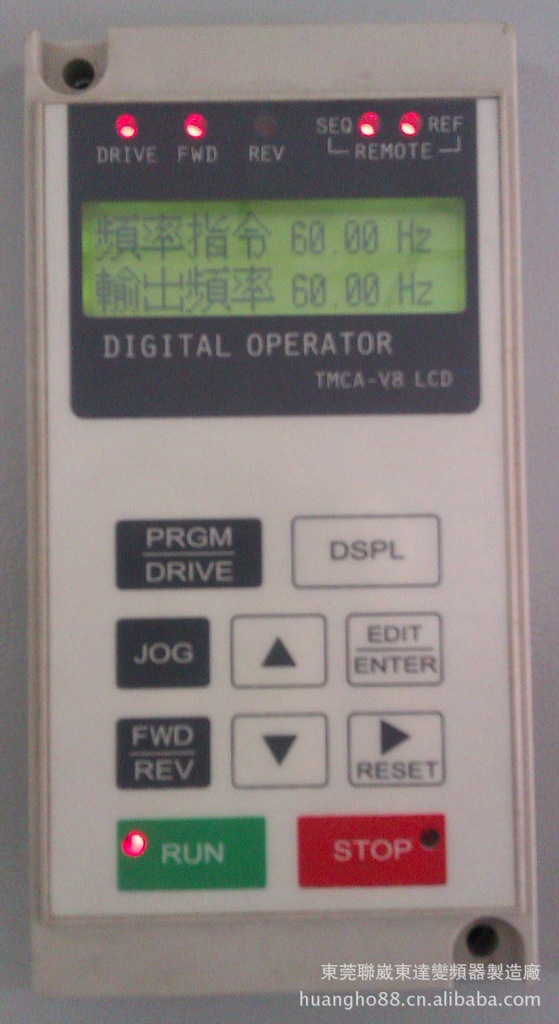 DRIVE FWD REV SEQ REF
REMOTE
頻率指令 60.00 Hz
輸出頻率 60.00 Hz
DIGITAL OPERATOR
TMCA-V8 LCD
PRGM
DRIVE
DSPL
JOG
EDIT
ENTER
FWD
REV
RESET
RUN
STOP
東莞聯崴東達變頻器製造廠
huangho88.cn.alibaba.com